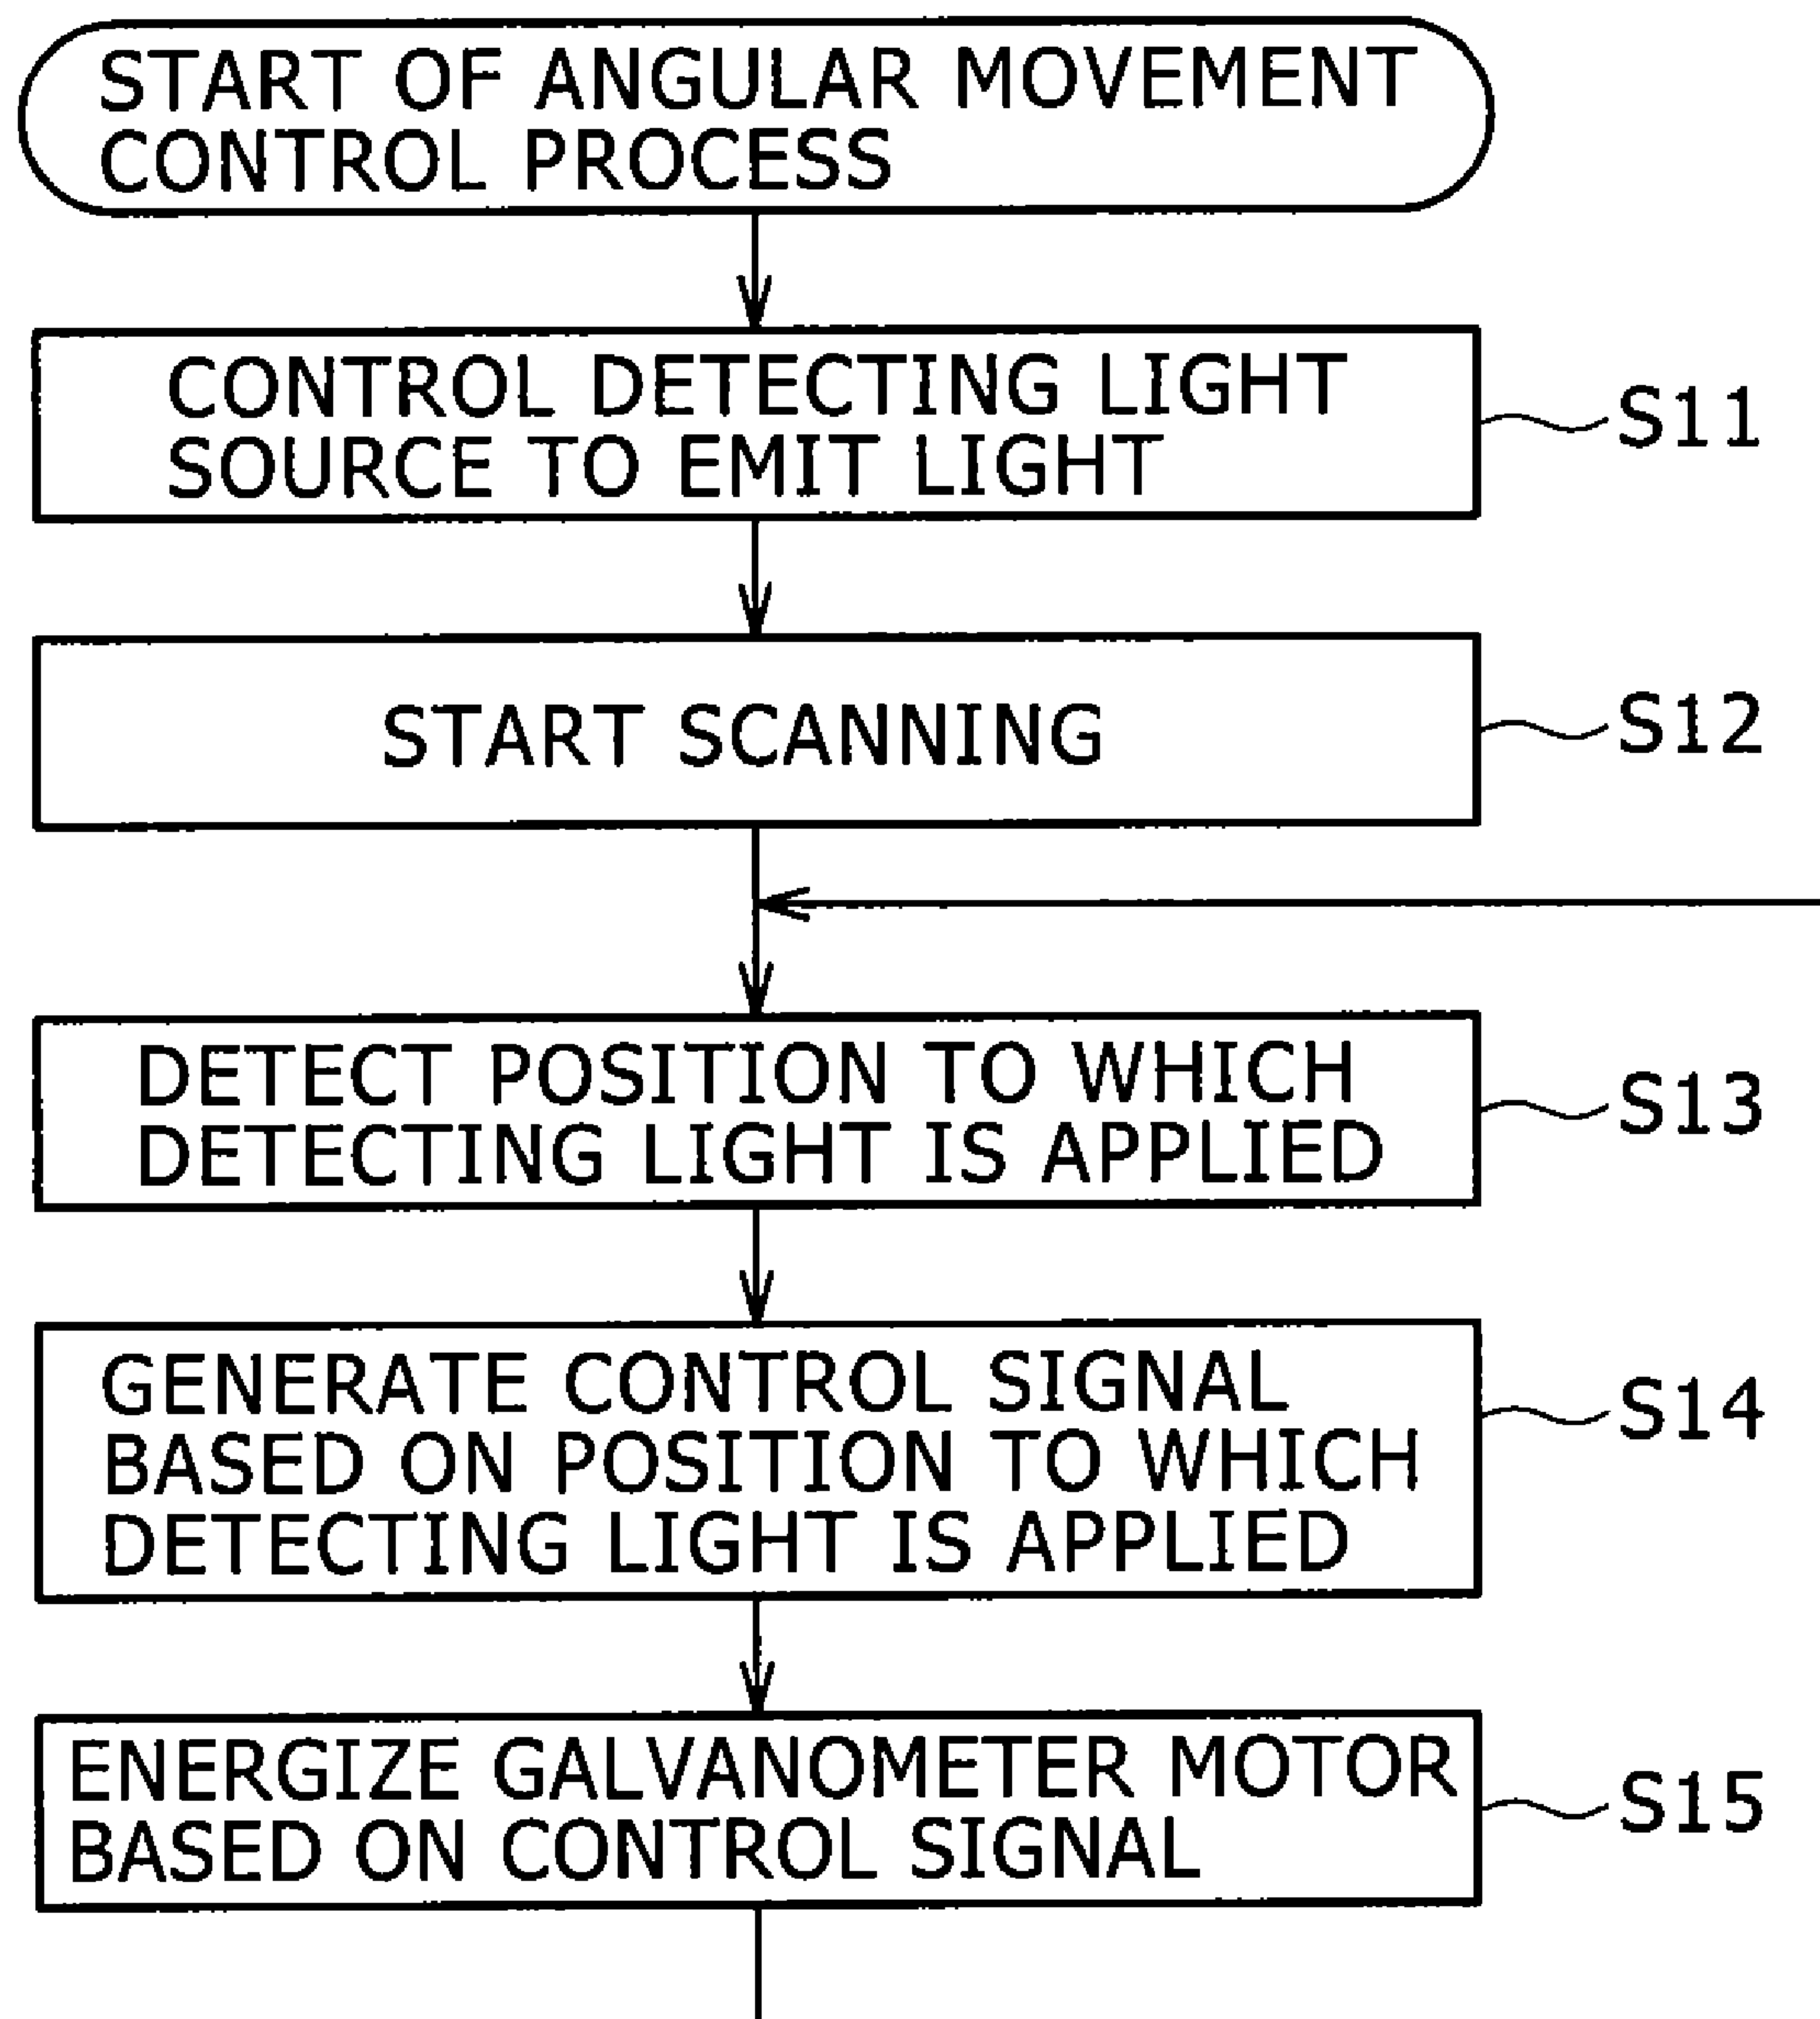 START OF ANGULAR MOVEMENT
CONTROL PROCESS
CONTROL DETECTING LIGHT
SOURCE TO EMIT LIGHT
S11
START SCANNING
S12
DETECT POSITION TO WHICH
DETECTING LIGHT IS APPLIED
S13
GENERATE CONTROL SIGNAL
BASED ON POSITION TO WHICH
DETECTING LIGHT IS APPLIED
S14
ENERGIZE GALVANOMETER MOTOR
BASED ON CONTROL SIGNAL
S15